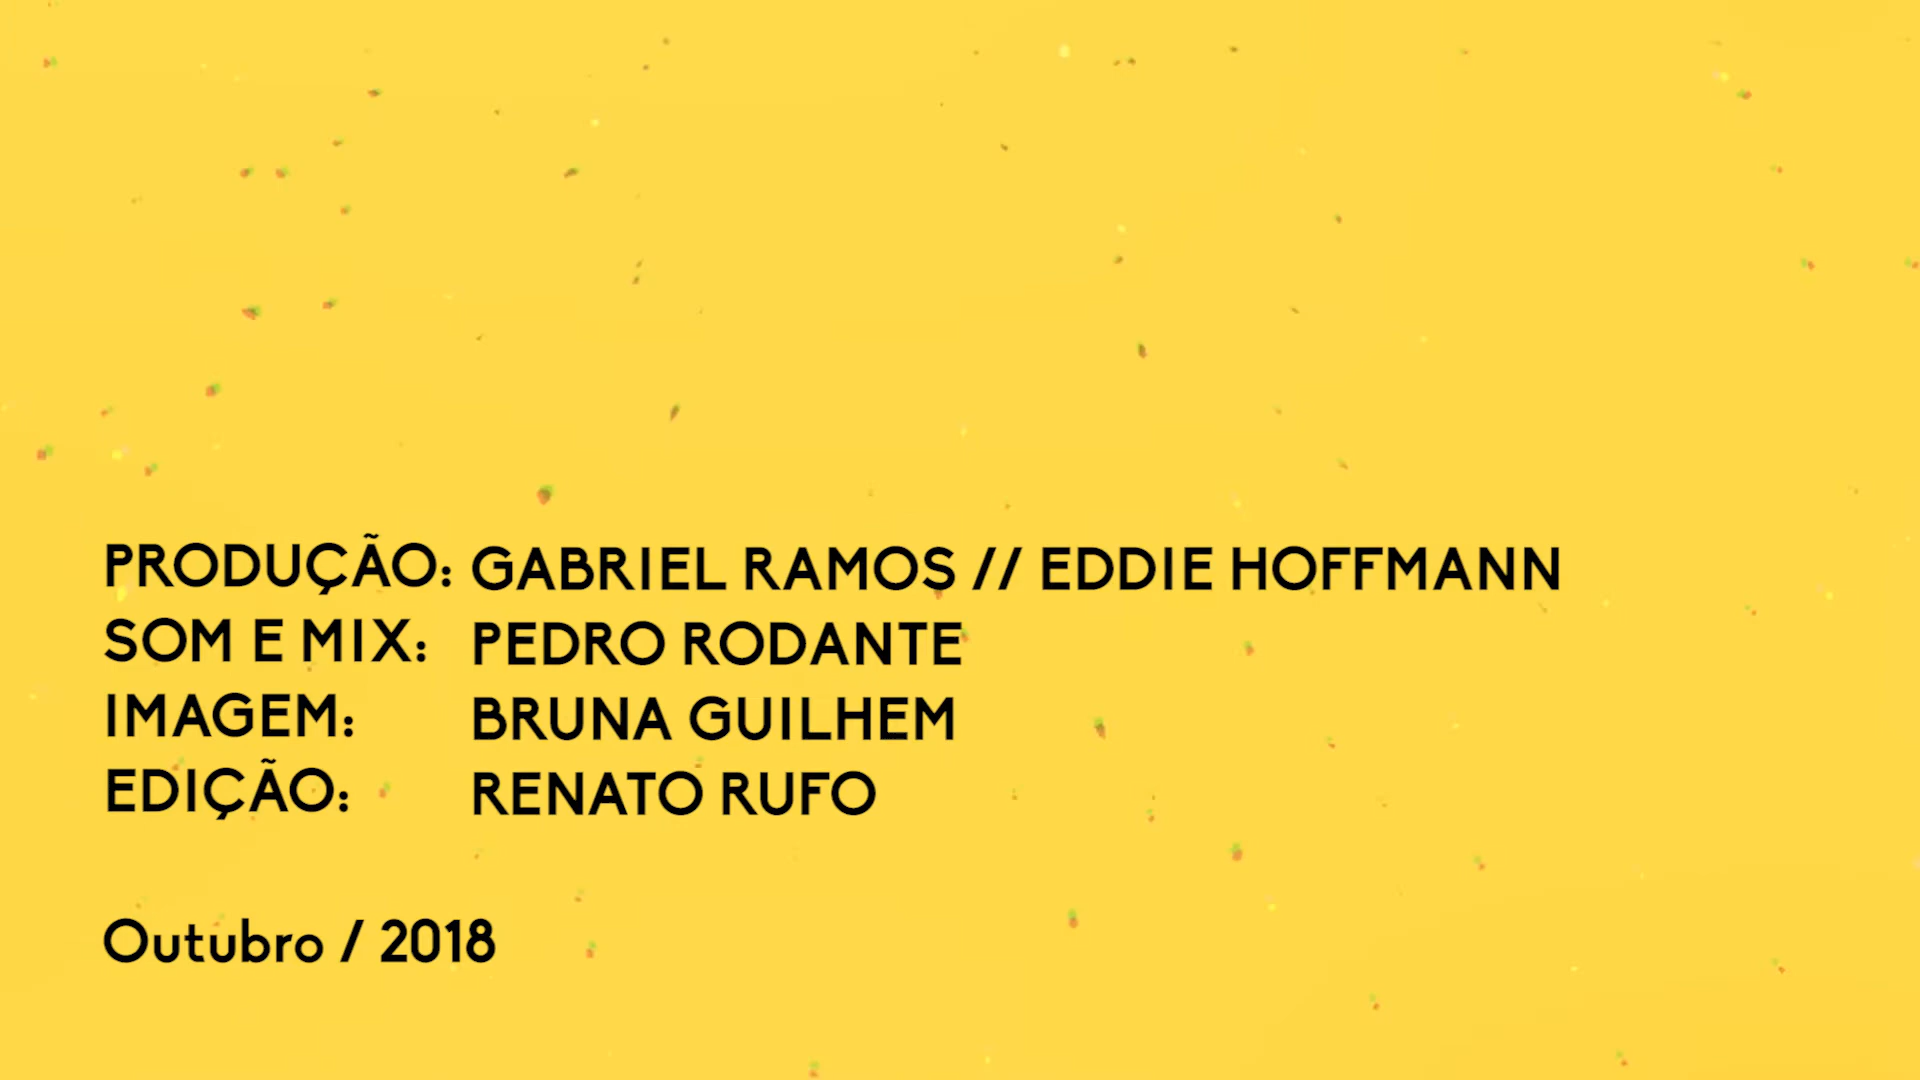 PRODUÇÃO: GABRIEL RAMOS // EDDIE HOFFMANN
SOM E MIX: PEDRO RODANTE
IMAGEM: BRUNA GUILHEM
EDIÇÃO: RENATO RUFO
Outubro / 2018